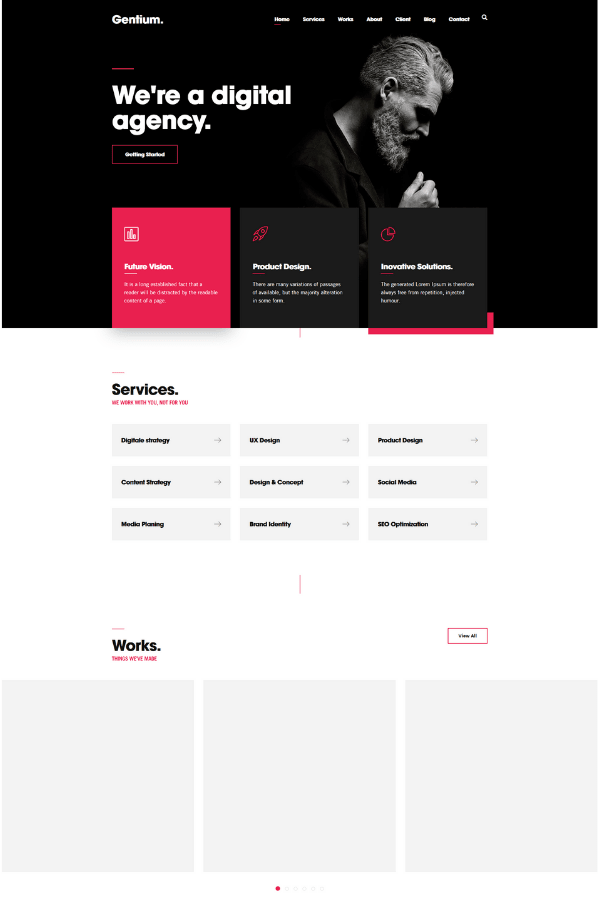 Gentium.
Home Services Works About Client Blog Contact
We're a digital
agency.
Getting Started
Future Vision.
It is a long established fact that a
reader will be distracted by the readable
content of a page.
Product Design.
There are many variations of passages
of available, but the majority alteration
in some form.
Inovative Solutions.
The generated Lorem Ipsum is therefore
always free from repetition, injected
humour.
Services.
WE WORK WITH YOU, NOT FOR YOU
Digitale strategy
UX Design
Product Design
Content Strategy
Design & Concept
Social Media
Media Planing
Brand Identity
SEO Optimization
Works.
THINGS WE'VE MADE
View All